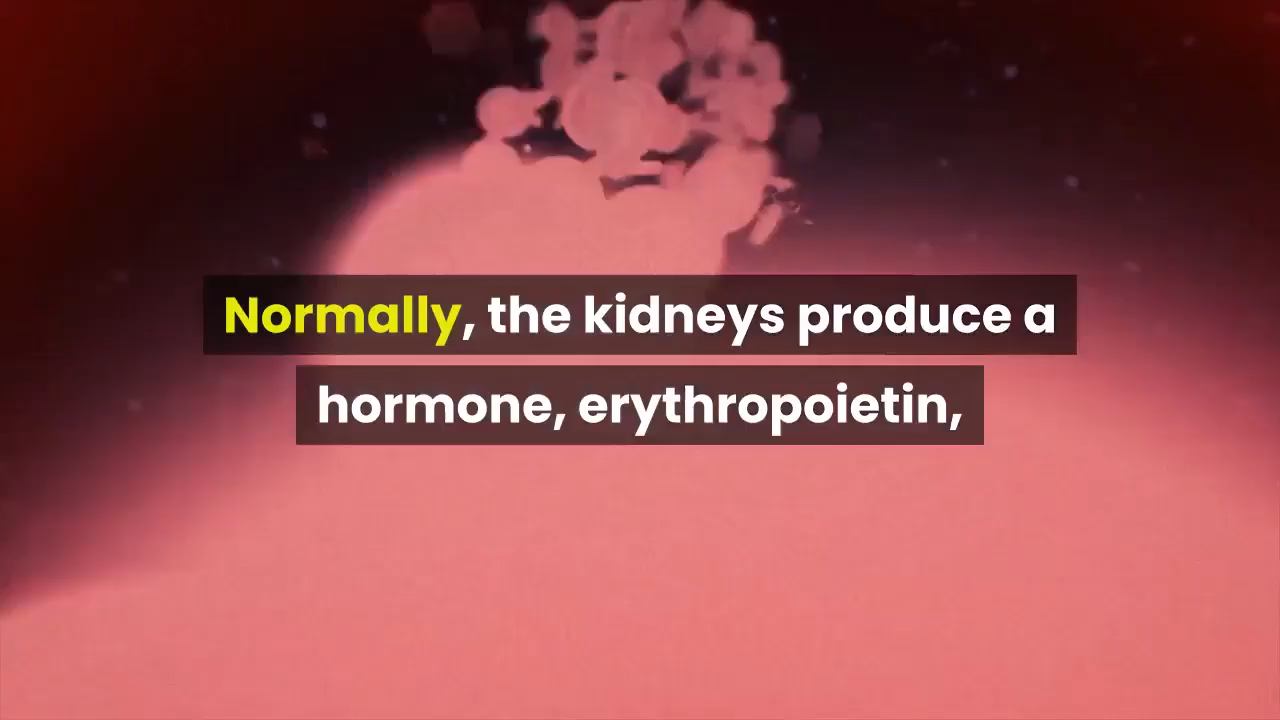 Normally, the kidneys produce a
hormone, erythropoietin,